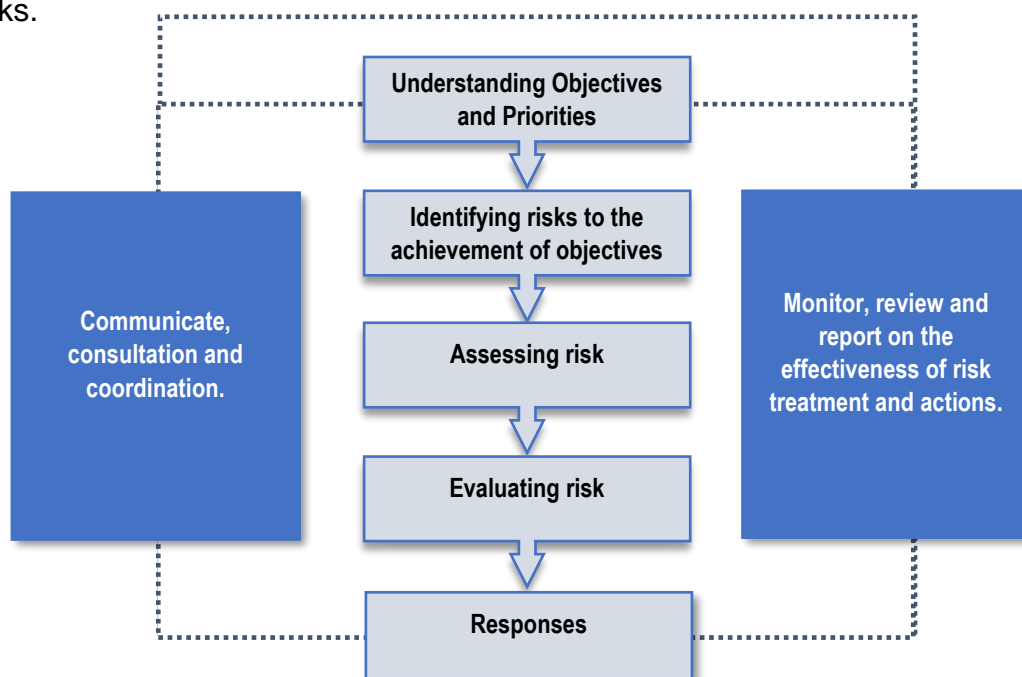 ks.
Understanding Objectives
and Priorities
Identifying risks to the
achievement of objectives
Communicate,
consultation and
coordination.
Monitor, review and
report on the
effectiveness of risk
treatment and actions.
Assessing risk
Evaluating risk
Responses